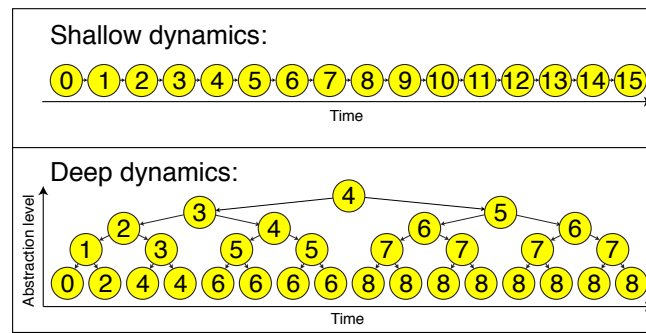 Shallow dynamics:
0 1 2 3 4 5 6 7 8 9 10 11 12 13 14 15
Time
Deep dynamics:
Abstraction level
4
3 5
2 4 6 6
1 3 5 5 7 7 7 7
0 2 4 4 6 6 6 6 8 8 8 8 8 8 8 8
Time